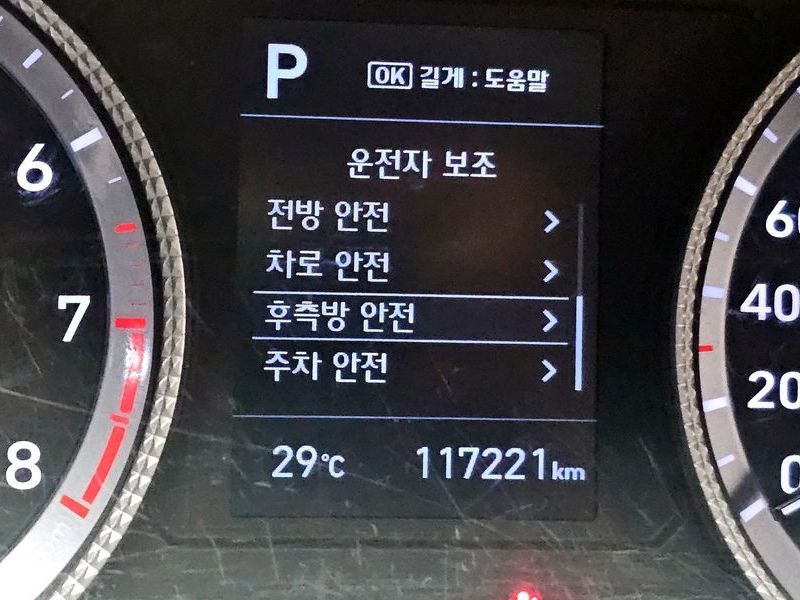 P
OK 길게 : 도움말
운전자 보조
전방 안전
차로 안전
후측방 안전
주차 안전
29°C 117221km
6
7
8
60
40
20
0